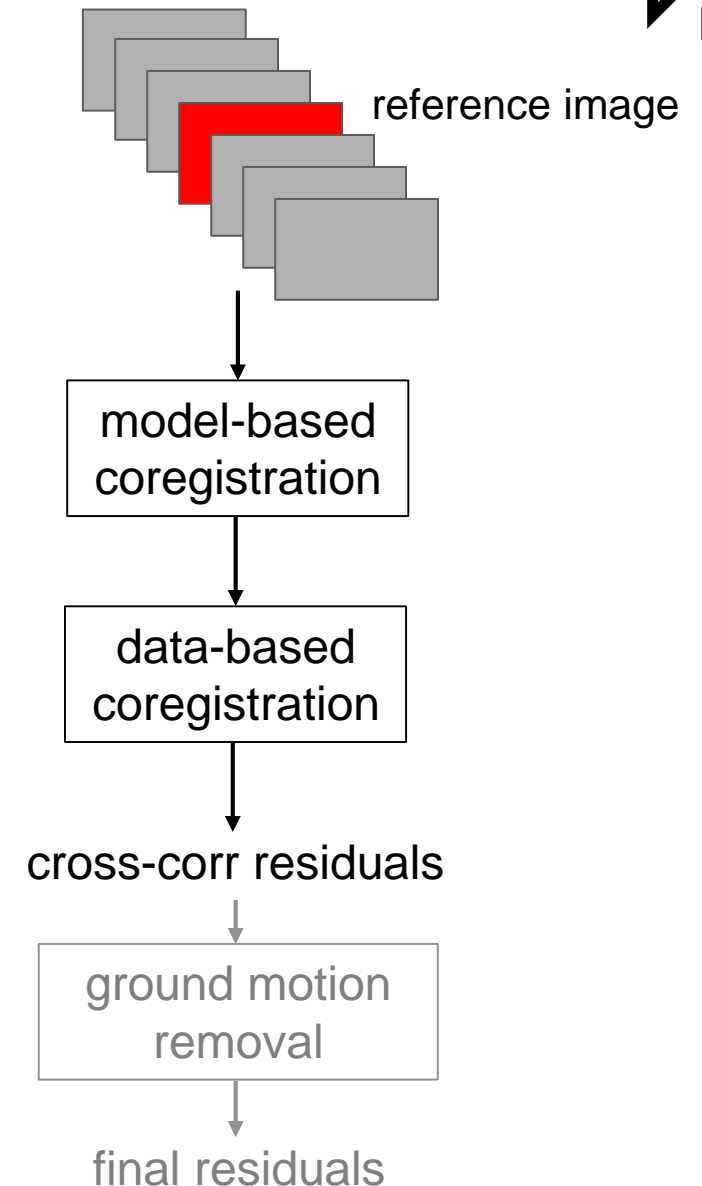 reference image
model-based
coregistration
data-based
coregistration
cross-corr residuals
ground motion
removal
final residuals